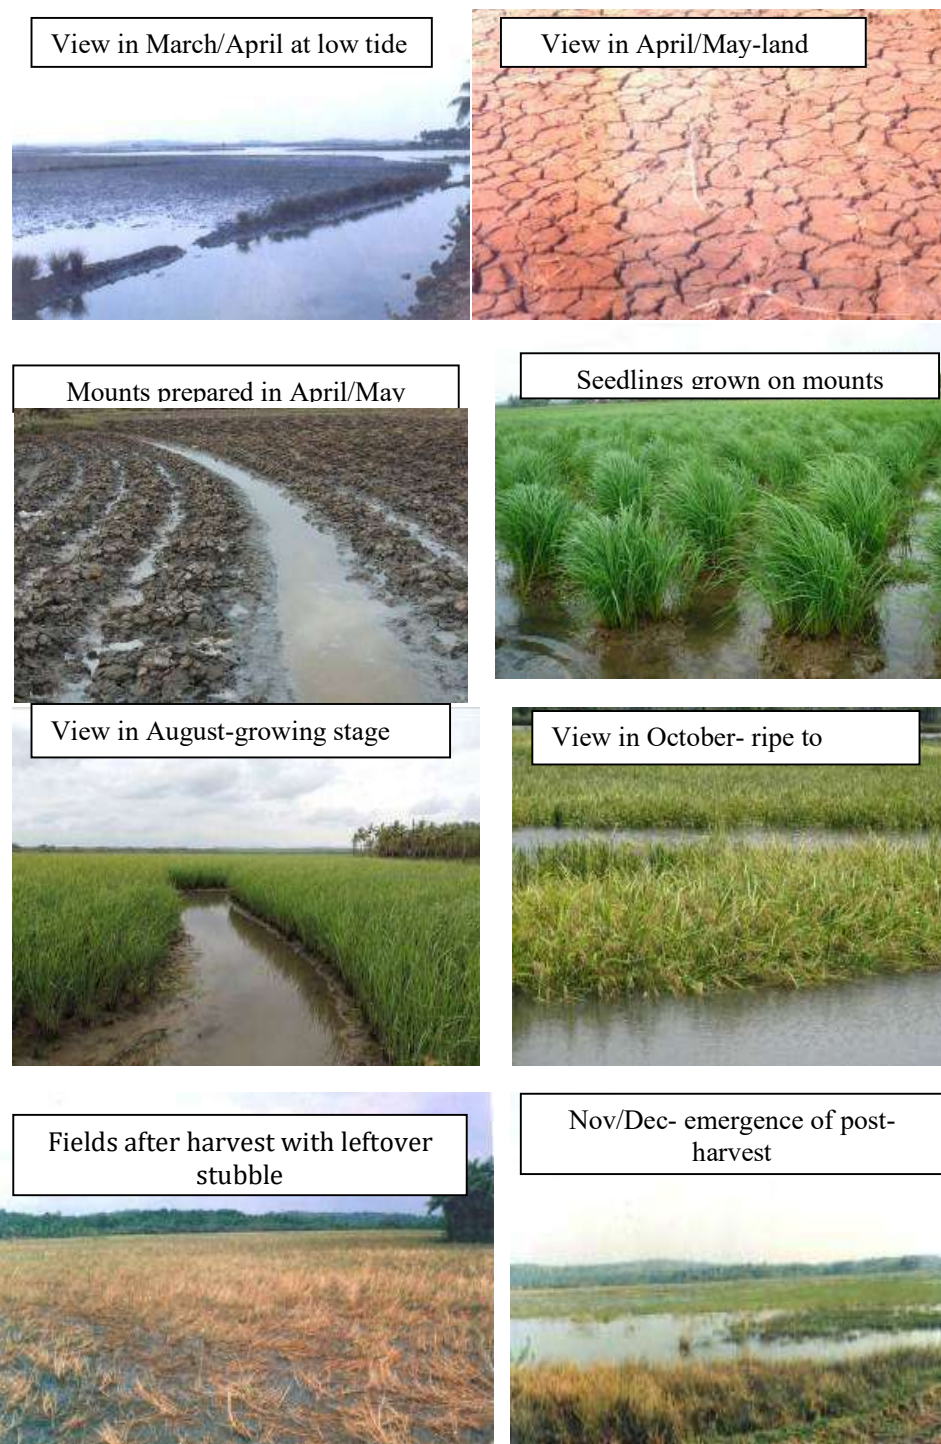 View in March/April at low tide
View in April/May-land
Mounts prepared in April/May
Seedlings grown on mounts
View in August-growing stage
View in October- ripe to
Fields after harvest with leftover
stubble
Nov/Dec- emergence of post-
harvest